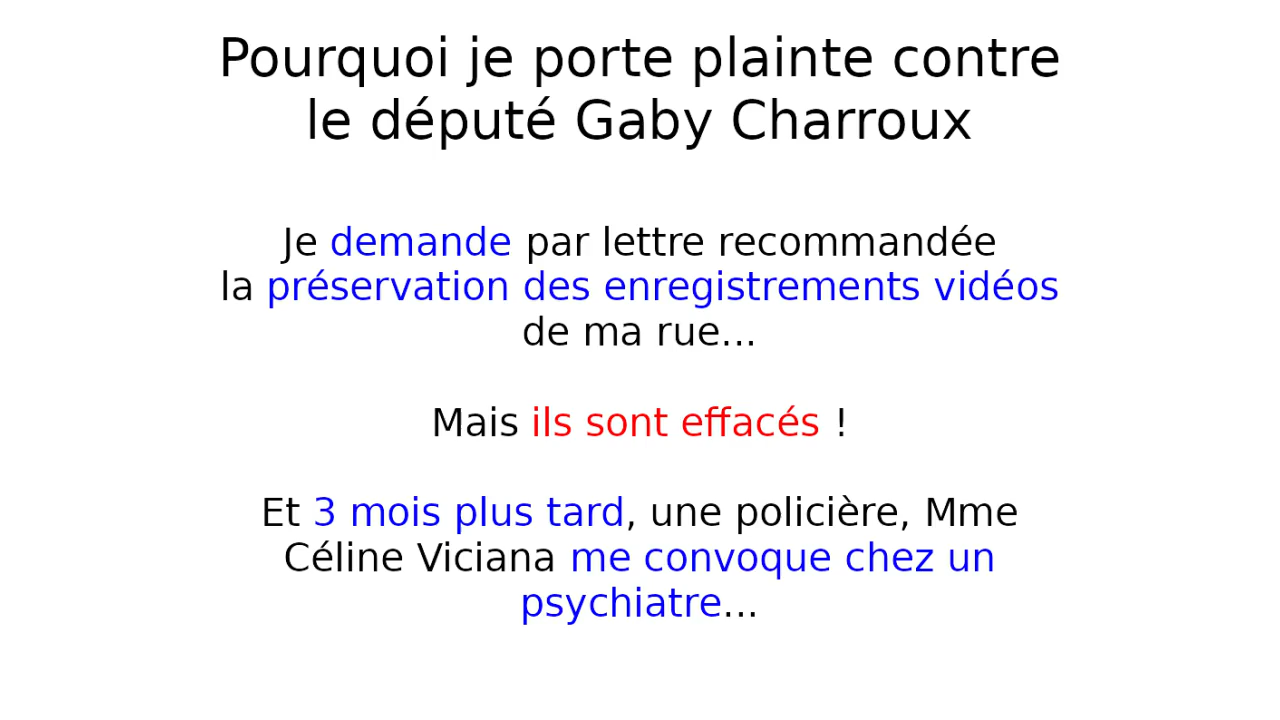 Pourquoi je porte plainte contre
le député Gaby Charroux
Je demande par lettre recommandée
la préservation des enregistrements vidéos
de ma rue...
Mais ils sont effacés !
Et 3 mois plus tard, une policière, Mme
Céline Viciana me convoque chez un
psychiatre...